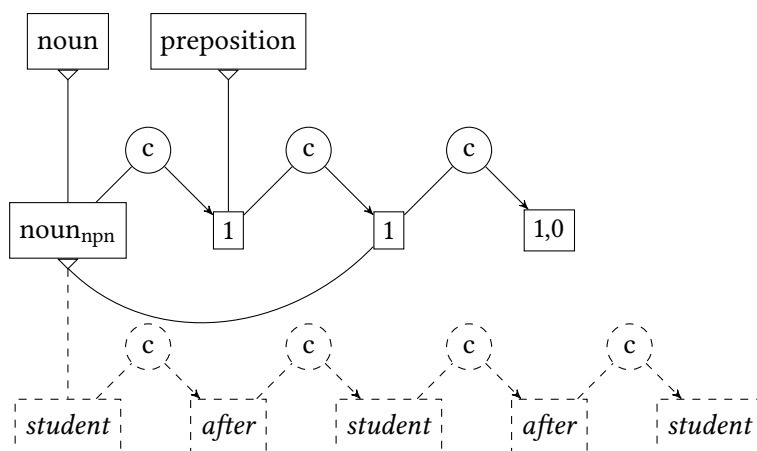 noun preposition
c c c
noun_npn 1 1 1,0
c c c c
student after student after student